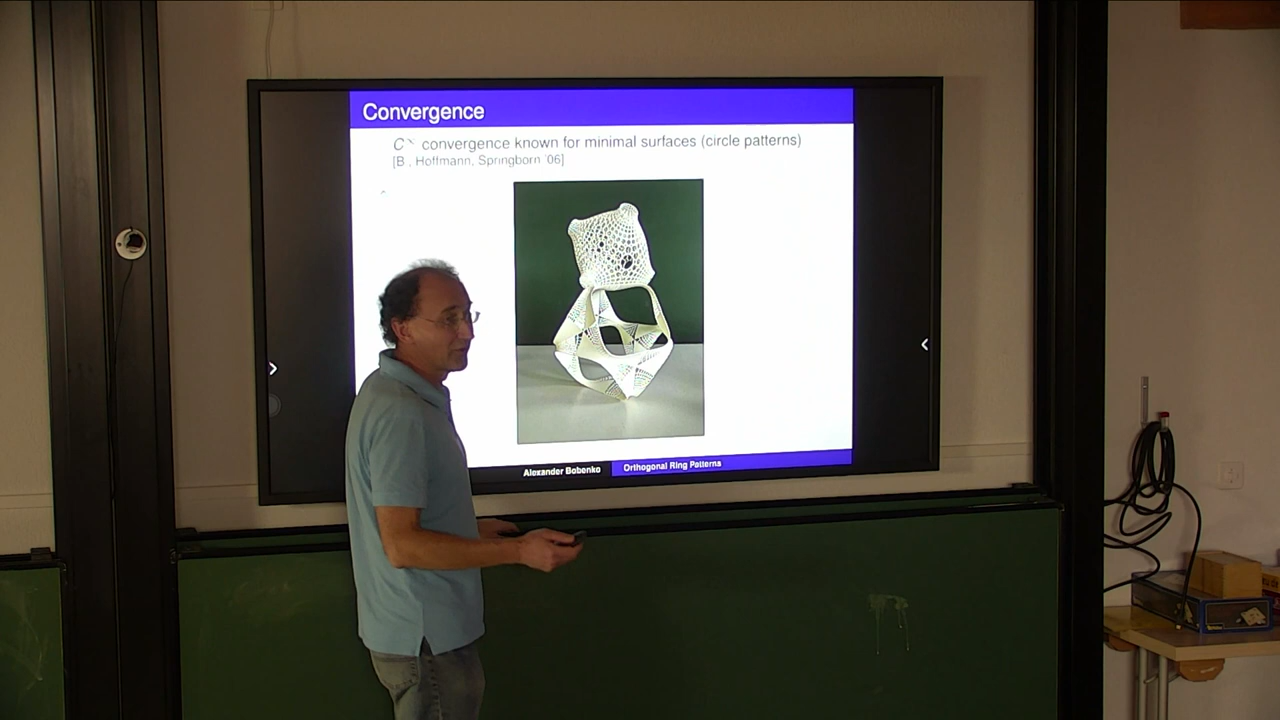 Convergence
convergence known for minimal surfaces (circle patterns)
[B., Hoffmann, Springborn '06]
Alexander Bobenko
Orthogonal Ring Patterns